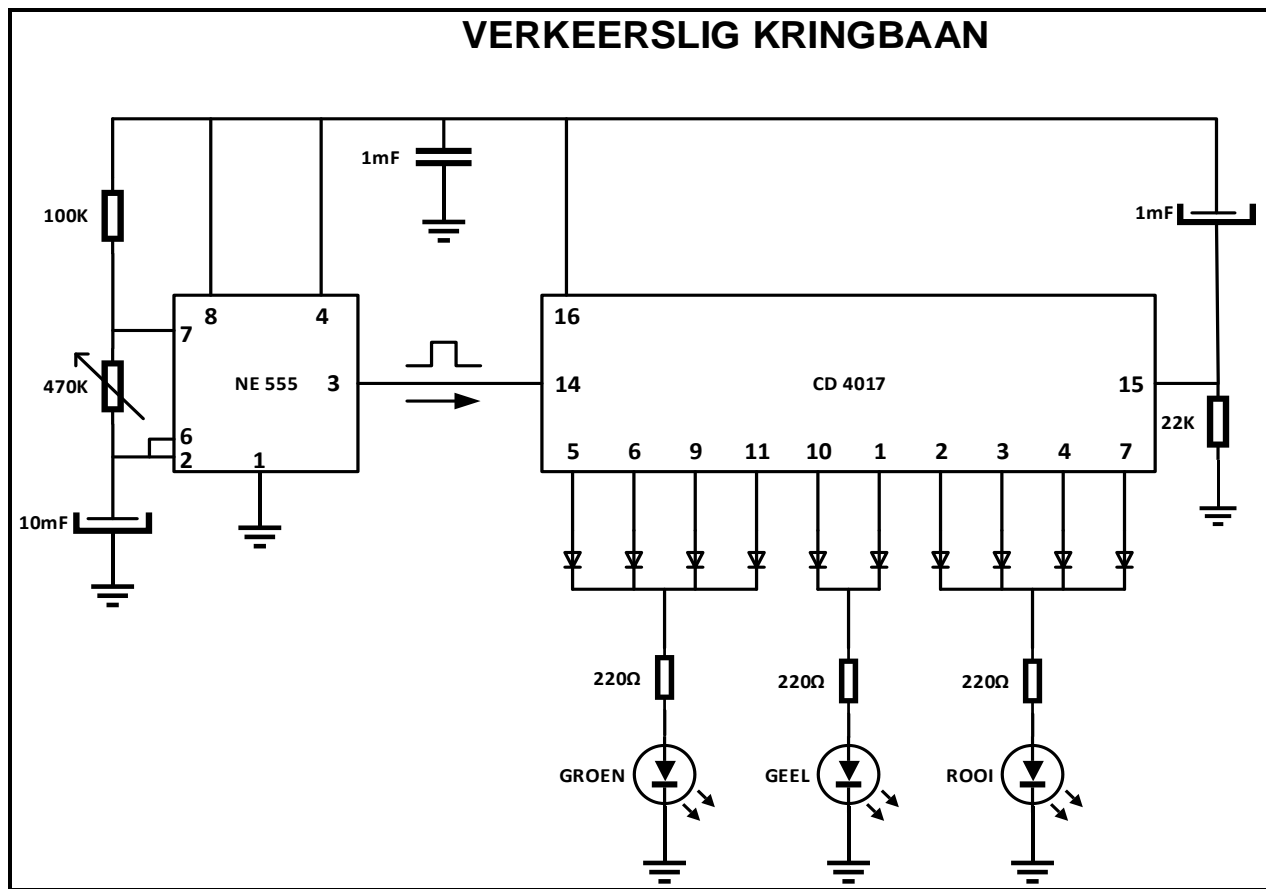 VERKEERSLIG KRINGBAAN
1mF
100K
1mF
8 4
16
7
470K
NE 555
3
14
CD 4017
15
6
2
1
22K
5 6 9 11 10 1 2 3 4 7
10mF
220Ω
220Ω
220Ω
GROEN
GEEL
ROOI